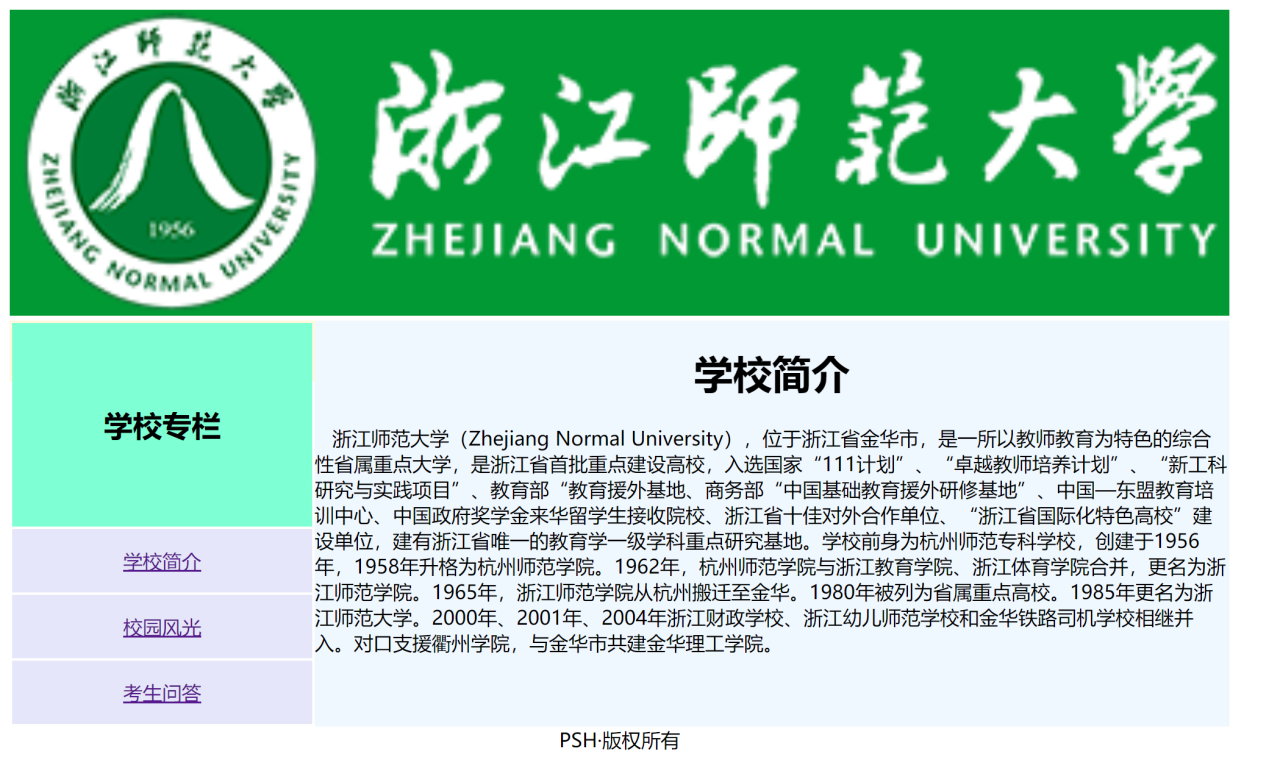 浙江師范大學
ZHEJIANG NORMAL UNIVERSITY
1956
浙江師范大學
ZHEJIANG NORMAL UNIVERSITY
学校专栏
学校简介
校园风光
考生问答
学校简介
浙江师范大学（Zhejiang Normal University），位于浙江省金华市，是一所以教师教育为特色的综合
性省属重点大学，是浙江省首批重点建设高校，入选国家“111计划”、“卓越教师培养计划”、“新工科
研究与实践项目”、教育部“教育援外基地、商务部“中国基础教育援外研修基地”、中国—东盟教育培
训中心、中国政府奖学金来华留学生接收院校、浙江省十佳对外合作单位、“浙江省国际化特色高校”建
设单位，建有浙江省唯一的教育学一级学科重点研究基地。学校前身为杭州师范专科学校，创建于1956
年，1958年升格为杭州师范学院。1962年，杭州师范学院与浙江教育学院、浙江体育学院合并，更名为浙
江师范学院。1965年，浙江师范学院从杭州搬迁至金华。1980年被列为省属重点高校。1985年更名为浙
江师范大学。2000年、2001年、2004年浙江财政学校、浙江幼儿师范学校和金华铁路司机学校相继并
入。对口支援衢州学院，与金华市共建金华理工学院。
PSH·版权所有